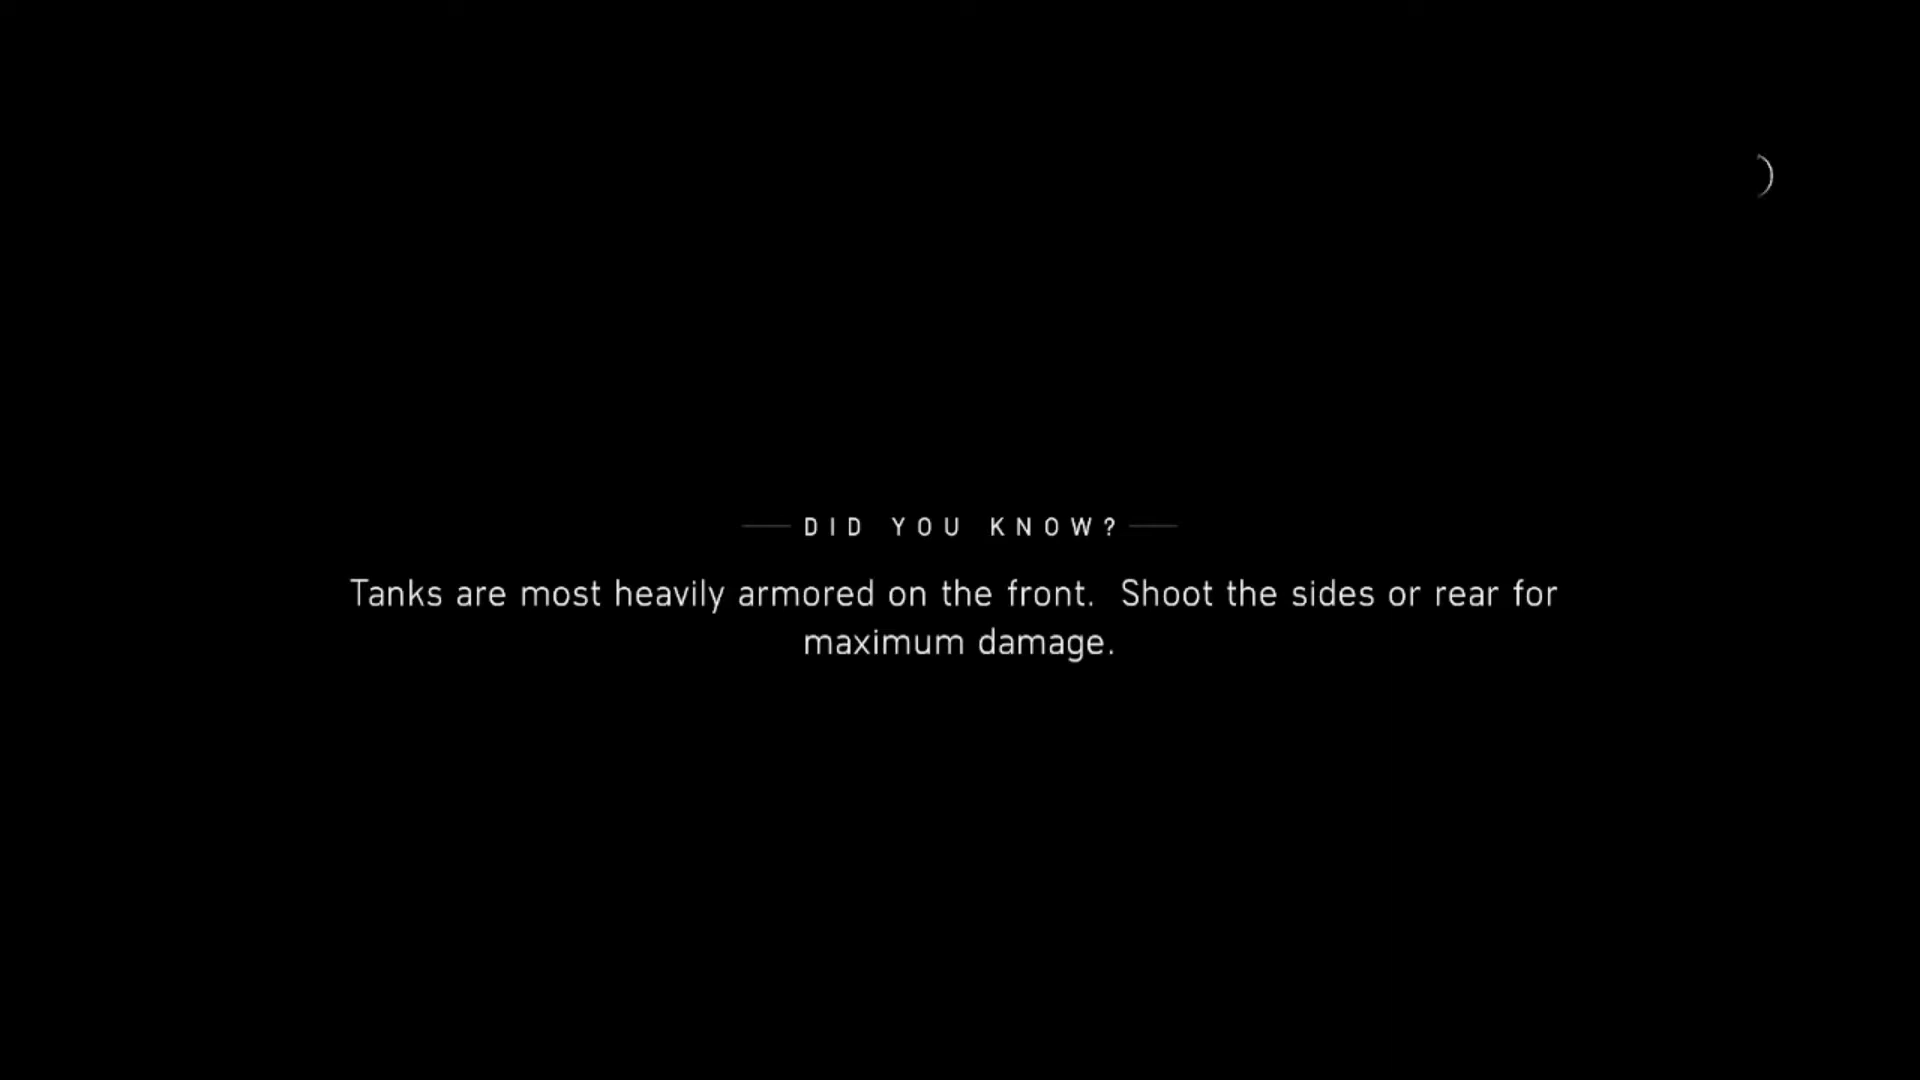 DID YOU KNOW?
Tanks are most heavily armored on the front.  Shoot the sides or rear for
maximum damage.